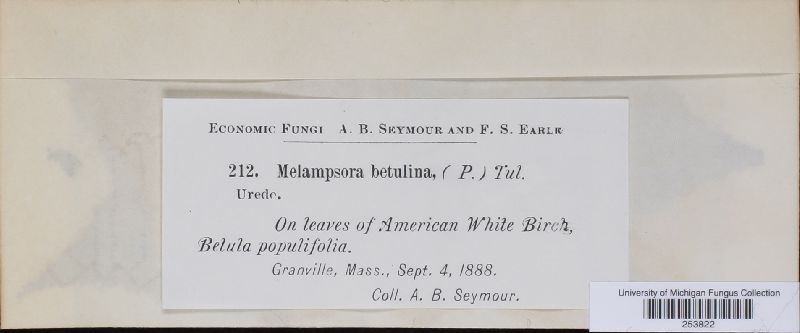 ECONOMIC FUNGI A. B. SEYMOUR AND F. S. EARLE
212. Melampsora betulina, (P.) Tul.
Uredo.
On leaves of American White Birch,
Betula populifolia.
Granville, Mass., Sept. 4, 1888.
Coll. A. B. Seymour.
University of Michigan Fungus Collection
253822